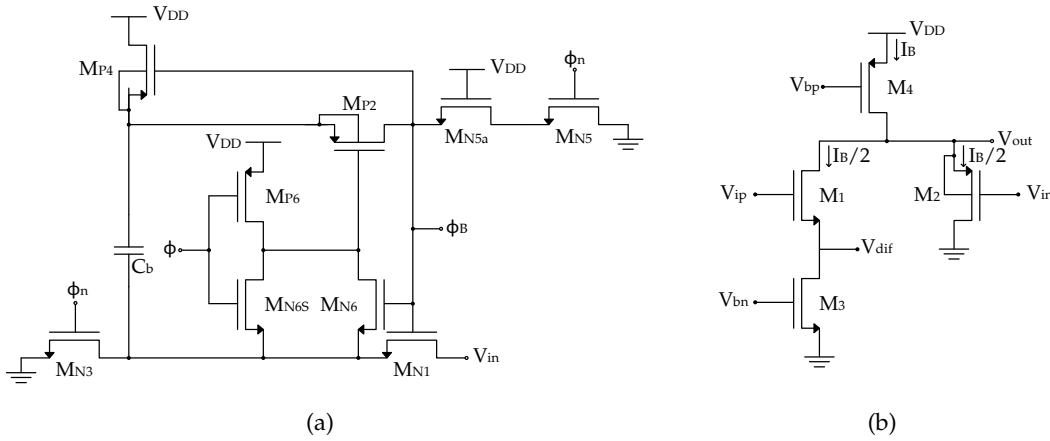 VDD
MP4
MP2
VDD
ϕn
MN5a
MN5
VDD
MP6
ϕ
ϕB
Cb
ϕn
MN6S
MN6
MN3
MN1
Vin
(a)
VDD
IB
Vbp
M4
Vout
IB/2
IB/2
Vip
M1
M2
Vin
Vdif
Vbn
M3
(b)